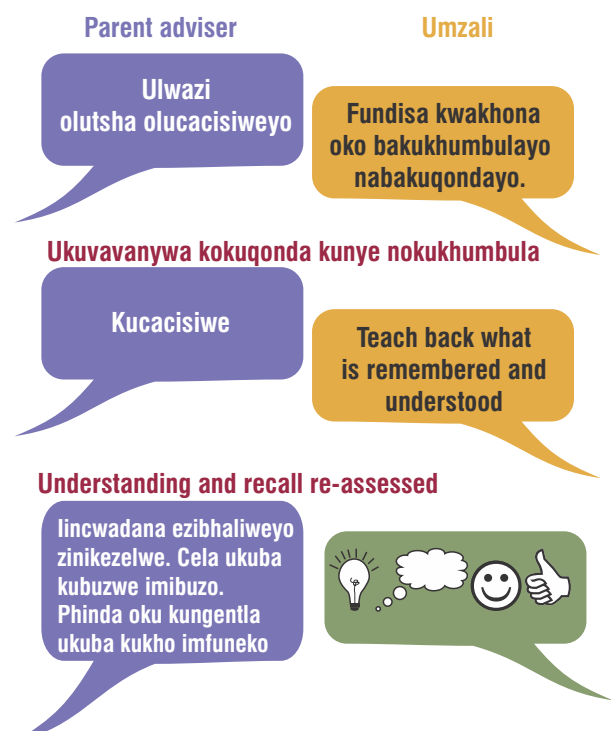 Parent adviser
Umzali
Ulwazi
olutsha olucacisiweyo
Fundisa kwakhona
oko bakukhumbulayo
nabakuqondayo.
Ukuvavanywa kokuqonda kunye nokukhumbula
Kucacisiwe
Teach back what
is remembered and
understood
Understanding and recall re-assessed
Iincwadana ezibhaliweyo
zinikezelwe. Cela ukuba
kubuzwe imibuzo.
Phinda oku kungentla
ukuba kukho imfuneko